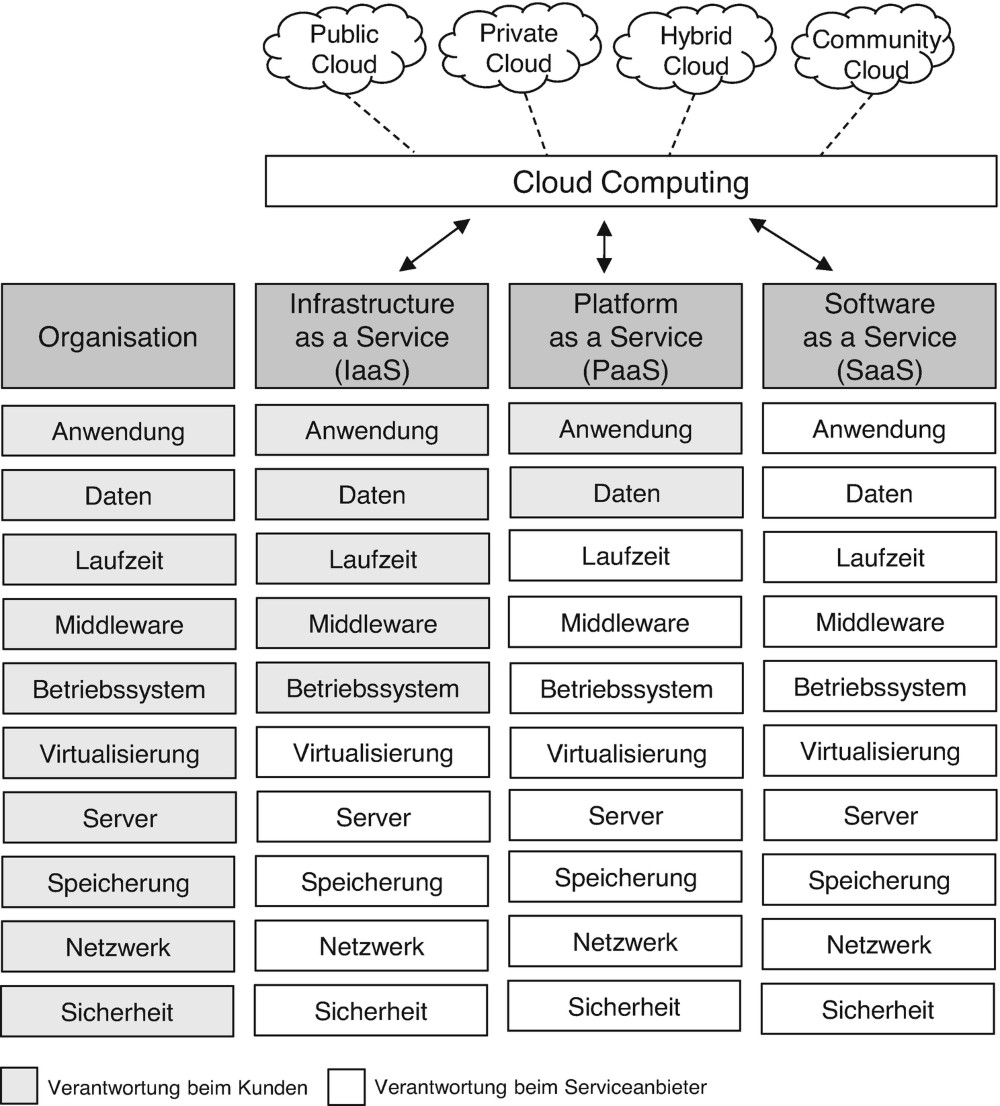 Public
Cloud
Private
Cloud
Hybrid
Cloud
Community
Cloud
Cloud Computing
Organisation
Infrastructure
as a Service
(IaaS)
Platform
as a Service
(PaaS)
Software
as a Service
(SaaS)
Anwendung
Anwendung
Anwendung
Anwendung
Daten
Daten
Daten
Daten
Laufzeit
Laufzeit
Laufzeit
Laufzeit
Middleware
Middleware
Middleware
Middleware
Betriebssystem
Betriebssystem
Betriebssystem
Betriebssystem
Virtualisierung
Virtualisierung
Virtualisierung
Virtualisierung
Server
Server
Server
Server
Speicherung
Speicherung
Speicherung
Speicherung
Netzwerk
Netzwerk
Netzwerk
Netzwerk
Sicherheit
Sicherheit
Sicherheit
Sicherheit
Verantwortung beim Kunden
Verantwortung beim Serviceanbieter